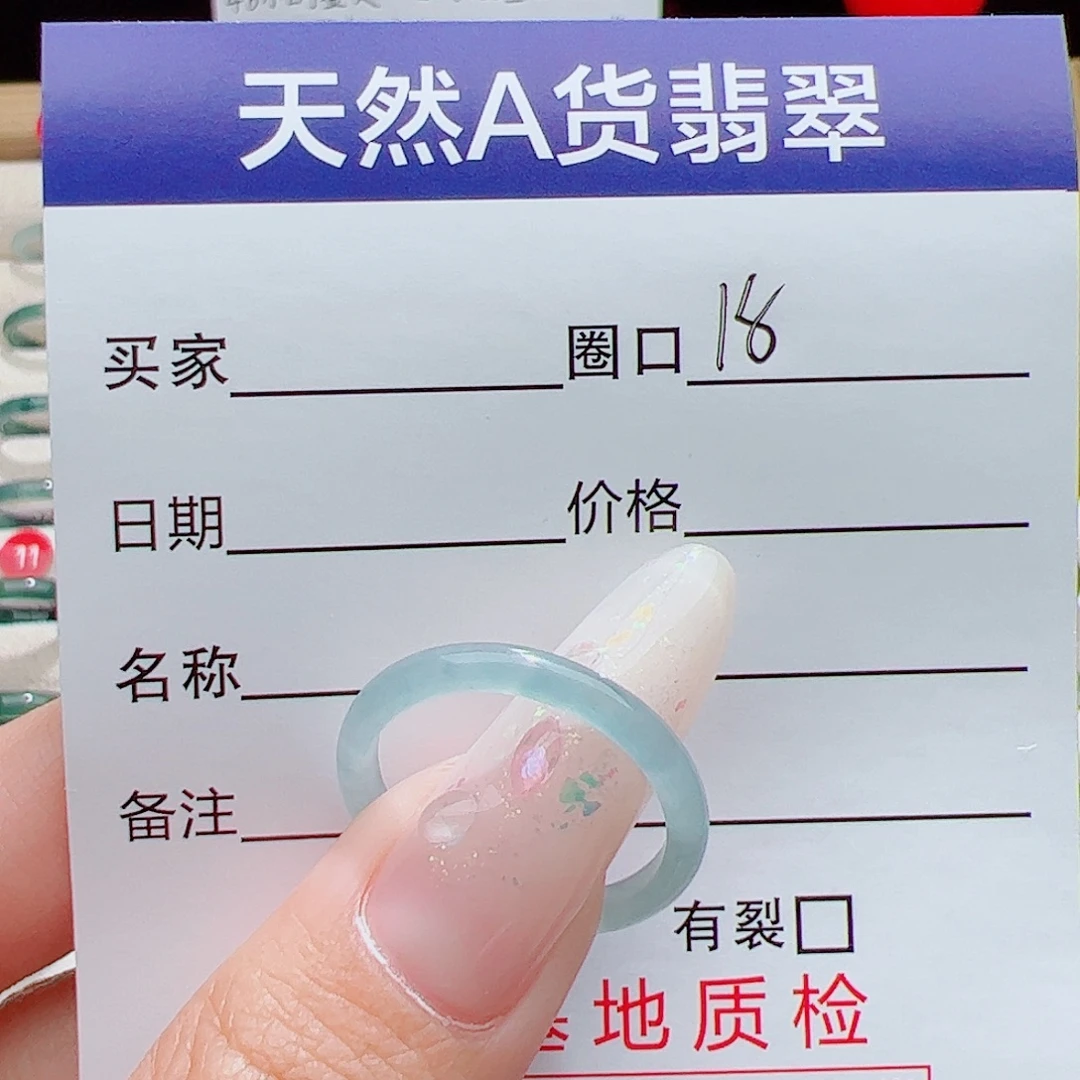 天然A货翡翠
买家 圈口 18
日期 价格
名称
备注
有裂
地质检
11